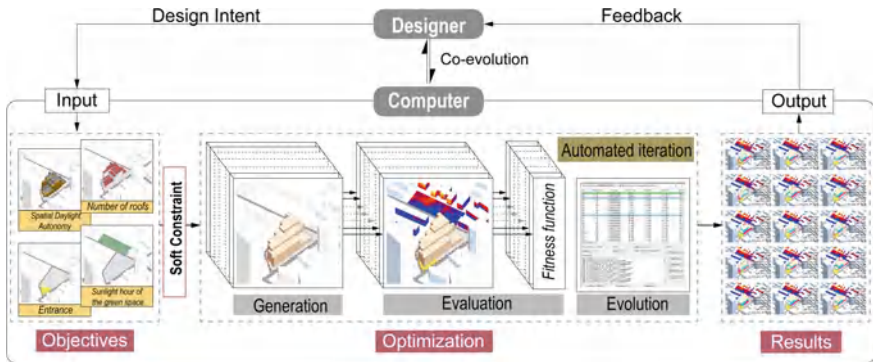 Design Intent
Designer
Feedback
Co-evolution
Input
Computer
Output
Automated iteration
Spatial Daylight
Autonomy
Number of roofs
Entrance
Sunlight hour of
the green space
Soft Constraint
Fitness function
Generation
Evaluation
Evolution
Objectives
Optimization
Results